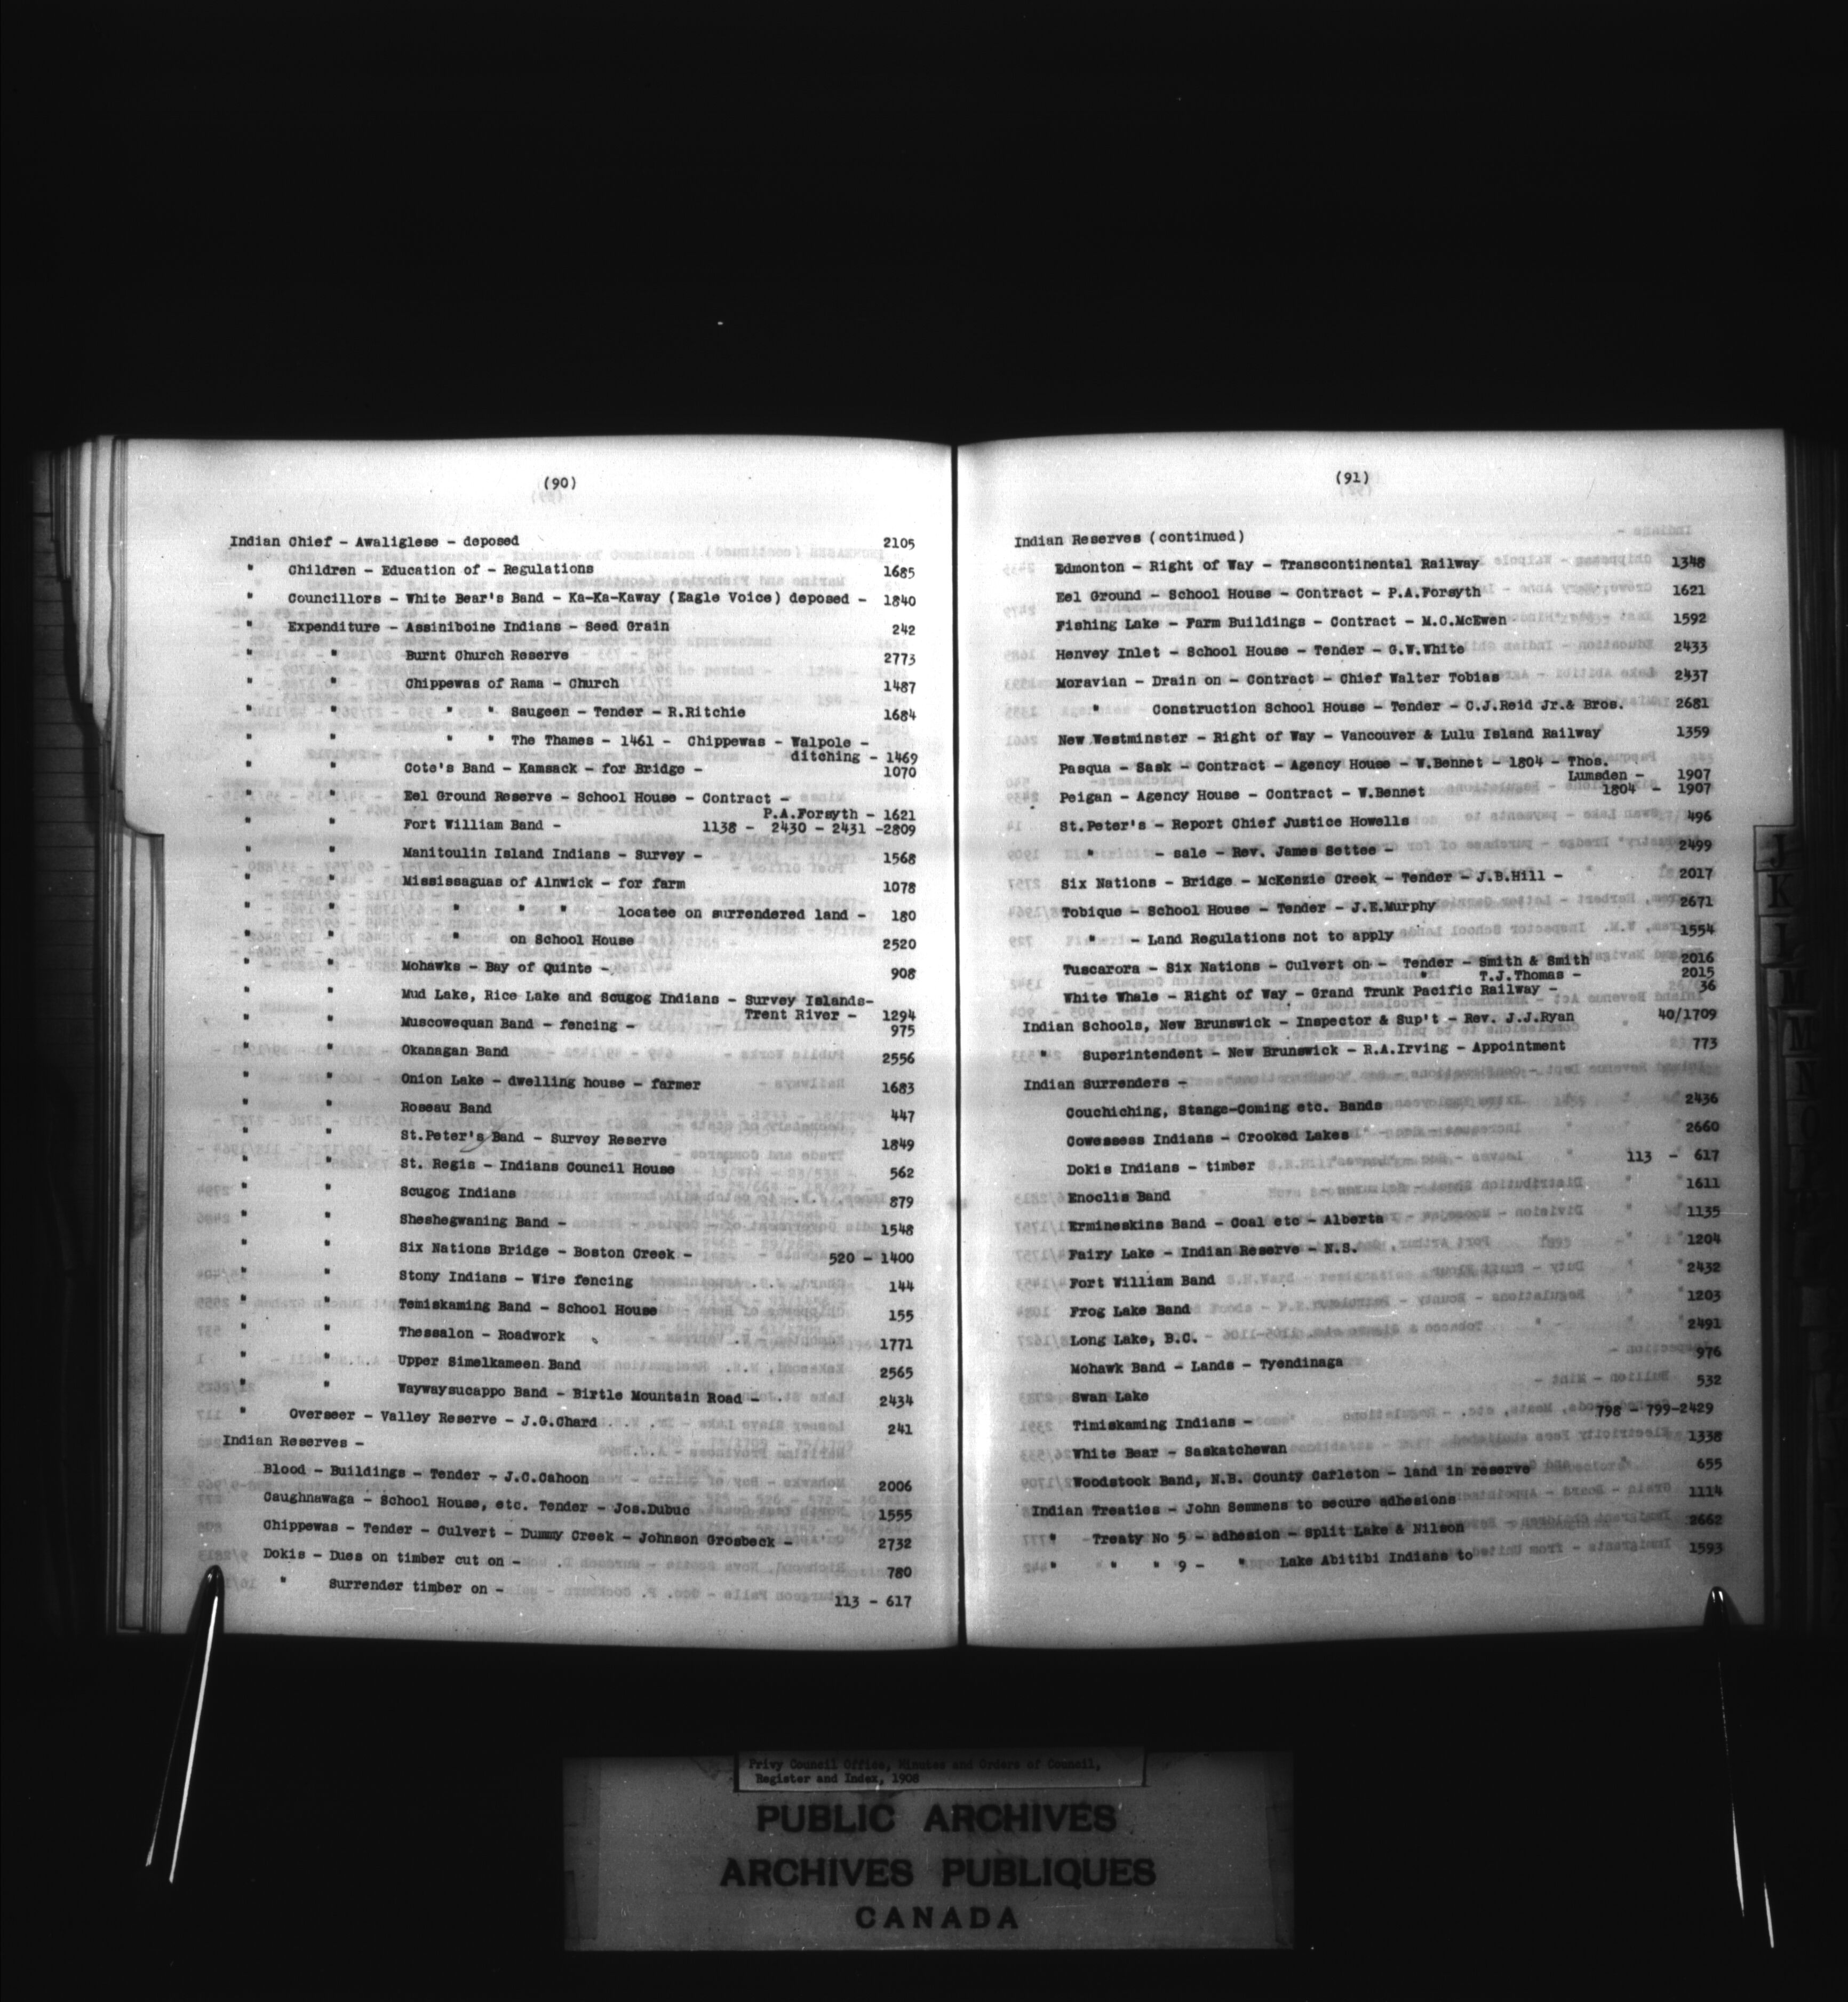 (90)
Indian Chief - Awaliglese - deposed 2105
" Children - Education of - Regulations 1685
" Councillors - White Bear's Band - Ka-Ka-Kaway (Eagle Voice) deposed - 1840
" Expenditure - Assiniboine Indians - Seed Grain 242
" " Burnt Church Reserve 2773
" " Chippewas of Rama - Church 1487
" " " " Saugeen - Tender - R.Ritchie 1684
" " " " The Thames - 1461 - Chippewas - Walpole -
ditching - 1469
" " Cote's Band - Kamsack - for Bridge - 1070
" " Eel Ground Reserve - School House - Contract -
P.A.Forsyth - 1621
" " Fort William Band - 1138 - 2430 - 2431 -2809
" " Manitoulin Island Indians - Survey - 1568
" " Mississaguas of Alnwick - for farm 1078
" " " " " locatee on surrendered land - 180
" " " on School House 2520
" " Mohawks - Bay of Quinte - 908
" " Mud Lake, Rice Lake and Scugog Indians - Survey Islands-
Trent River - 1294
" " Muscowequan Band - fencing - 975
" " Okanagan Band 2556
" " Onion Lake - dwelling house - farmer 1683
" " Roseau Band 447
" " St.Peter's Band - Survey Reserve 1849
" " St. Regis - Indians Council House 562
" " Scugog Indians 879
" " Sheshegwaning Band - 1548
" " Six Nations Bridge - Boston Creek - 520 - 1400
" " Stony Indians - Wire fencing 144
" " Temiskaming Band - School House 155
" " Thessalon - Roadwork 1771
" " Upper Simelkameen Band 2565
" " Waywaysucappo Band - Birtle Mountain Road - 2434
" Overseer - Valley Reserve - J.G.Chard 241
Indian Reserves -
Blood - Buildings - Tender - J.C.Cahoon 2006
Caughnawaga - School House, etc. Tender - Jos.Dubuc 1555
Chippewas - Tender - Culvert - Dummy Creek - Johnson Grosbeck - 2732
Dokis - Dues on timber cut on - 780
" Surrender timber on - 113 - 617
(91)
Indian Reserves (continued)
Edmonton - Right of Way - Transcontinental Railway 1348
Eel Ground - School House - Contract - P.A.Forsyth 1621
Fishing Lake - Farm Buildings - Contract - M.C.McEwen 1592
Henvey Inlet - School House - Tender - G.W.White 2433
Moravian - Drain on - Contract - Chief Walter Tobias 2437
" Construction School House - Tender - C.J.Reid Jr.& Bros. 2681
New Westminster - Right of Way - Vancouver & Lulu Island Railway 1359
Pasqua - Sask - Contract - Agency House - W.Bennet - 1804 - Thos.
Lumsden - 1907
Peigan - Agency House - Contract - W.Bennet 1804 - 1907
St.Peter's - Report Chief Justice Howells 496
" - sale - Rev. James Settee - 2499
Six Nations - Bridge - McKenzie Creek - Tender - J.B.Hill - 2017
Tobique - School House - Tender - J.E.Murphy 2671
" - Land Regulations not to apply 1554
Tuscarora - Six Nations - Culvert on - Tender - Smith & Smith 2016
" T.J.Thomas - 2015
White Whale - Right of Way - Grand Trunk Pacific Railway - 36
Indian Schools, New Brunswick - Inspector & Sup't - Rev. J.J.Ryan 40/1709
" Superintendent - New Brunswick - R.A.Irving - Appointment 773
Indian Surrenders -
Couchiching, Stange-Coming etc. Bands 2436
Cowessess Indians - Crooked Lakes 2660
Dokis Indians - timber 113 - 617
Enoclis Band 1611
Ermineskins Band - Coal etc - Alberta 1135
Fairy Lake - Indian Reserve - N.S. 1204
Fort William Band 2432
Frog Lake Band 1203
Long Lake, B.C. 2491
Mohawk Band - Lands - Tyendinaga 976
Swan Lake 532
Timiskaming Indians - 798 - 799-2429
White Bear - Saskatchewan 1338
Woodstock Band, N.B. County Carleton - land in reserve 655
Indian Treaties - John Semmens to secure adhesions 1114
" Treaty No 5 - adhesion - Split Lake & Nilson 2662
" " " 9 - " Lake Abitibi Indians to 1593
J
K
L
M
N
Privy Council Office, Minutes and Orders of Council,
Register and Index, 1908
PUBLIC ARCHIVES
ARCHIVES PUBLIQUES
CANADA